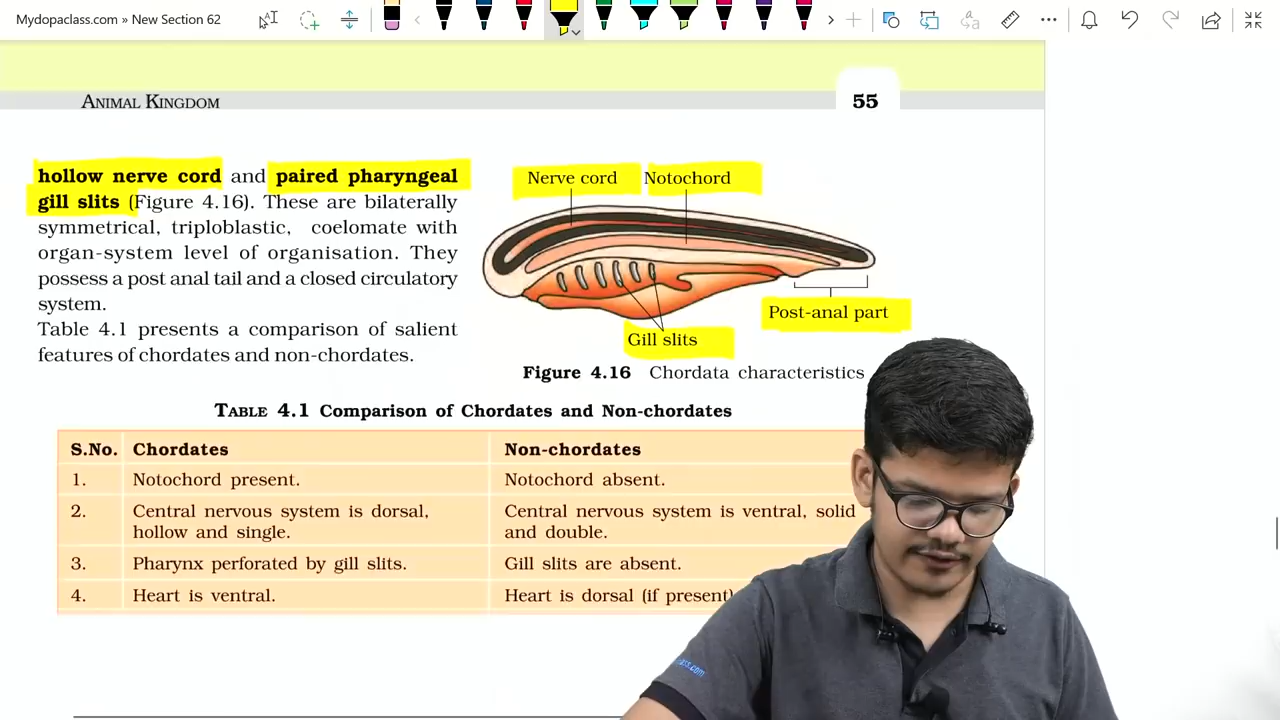 Mydopaclass.com » New Section 62
ANIMAL KINGDOM
55
hollow nerve cord and paired pharyngeal
gill slits (Figure 4.16). These are bilaterally
symmetrical, triploblastic, coelomate with
organ-system level of organisation. They
possess a post anal tail and a closed circulatory
system.
Table 4.1 presents a comparison of salient
features of chordates and non-chordates.
Nerve cord
Notochord
Post-anal part
Gill slits
Figure 4.16 Chordata characteristics
TABLE 4.1 Comparison of Chordates and Non-chordates
S.No. Chordates Non-chordates
1. Notochord present. Notochord absent.
2. Central nervous system is dorsal, Central nervous system is ventral, solid
hollow and single. and double.
3. Pharynx perforated by gill slits. Gill slits are absent.
4. Heart is ventral. Heart is dorsal (if present)